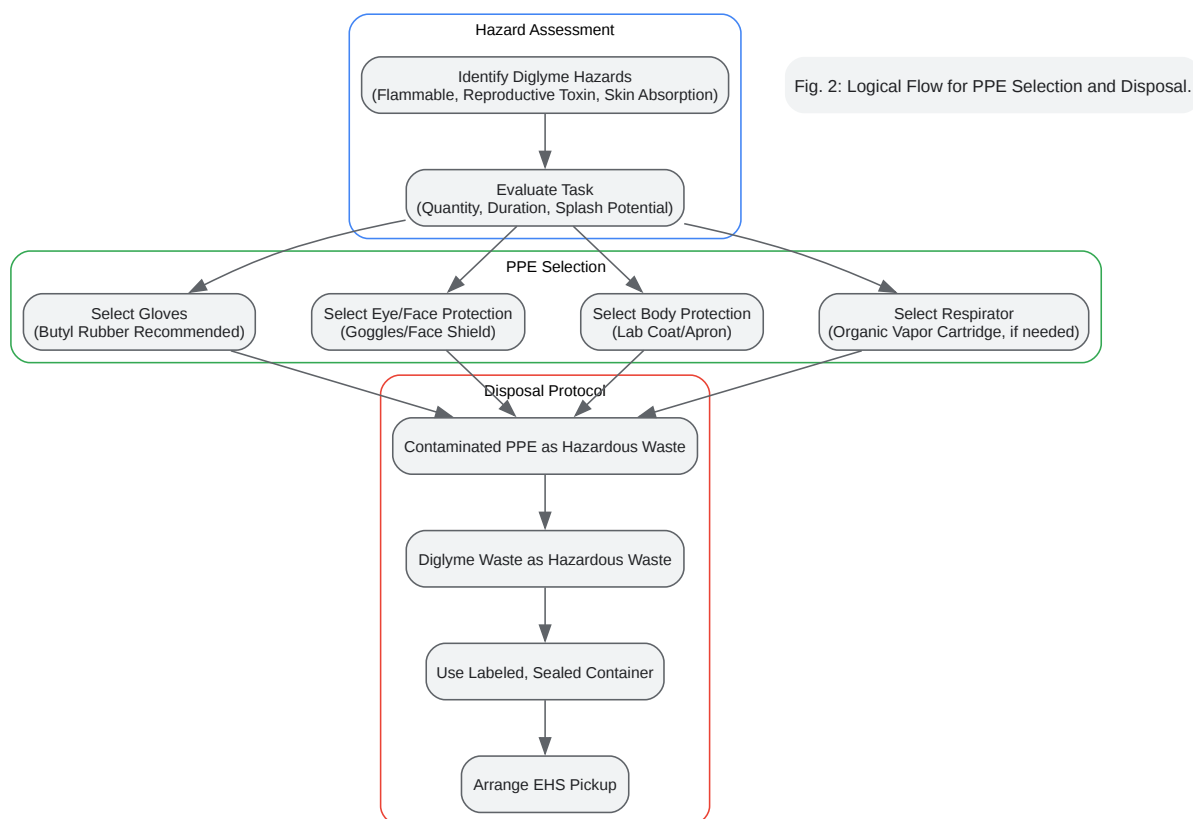 Hazard Assessment
Identify Diglyme Hazards
(Flammable, Reproductive Toxin, Skin Absorption)
Fig. 2: Logical Flow for PPE Selection and Disposal.
Evaluate Task
(Quantity, Duration, Splash Potential)
PPE Selection
Select Gloves
(Butyl Rubber Recommended)
Select Eye/Face Protection
(Goggles/Face Shield)
Select Body Protection
(Lab Coat/Apron)
Select Respirator
(Organic Vapor Cartridge, if needed)
Disposal Protocol
Contaminated PPE as Hazardous Waste
Diglyme Waste as Hazardous Waste
Use Labeled, Sealed Container
Arrange EHS Pickup